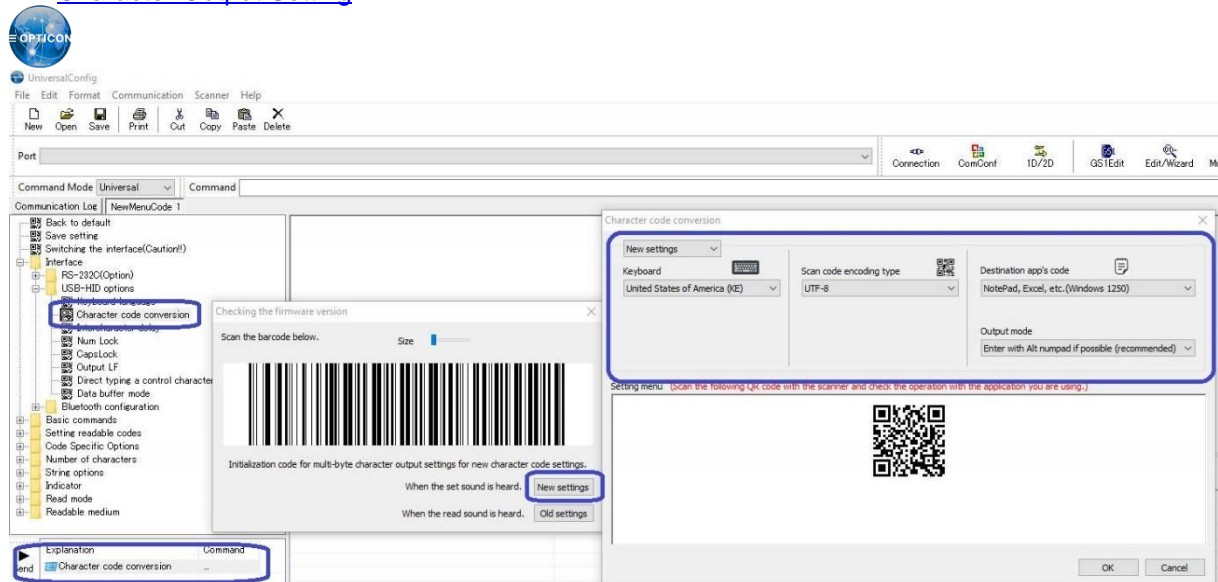 Character Output Setting
OPTICON
UniversalConfig
File Edit Format Communication Scanner Help
New Open Save Print Cut Copy Paste Delete
Port
Connection ComConf 1D/2D GS1Edit Edit/Wizard
Command Mode Universal Command
Communication Log NewMenuCode 1
Back to default
Save setting
Switching the interface(Caution!!)
Interface
RS-232C(Option)
USB-HID options
Keyboard language
Character code conversion
Intercharacter delay
Num Lock
CapsLock
Output LF
Direct typing a control character
Data buffer mode
Bluetooth configuration
Basic commands
Setting readable codes
Code Specific Options
Number of characters
String options
Indicator
Read mode
Readable medium
Explanation Command
Send Character code conversion ..
Checking the firmware version
Scan the barcode below. Size
Initialization code for multi-byte character output settings for new character code settings.
When the set sound is heard. New settings
When the read sound is heard. Old settings
Character code conversion
New settings
Keyboard
United States of America (KE)
Scan code encoding type
UTF-8
Destination app's code
NotePad, Excel, etc.(Windows 1250)
Output mode
Enter with Alt numpad if possible (recommended)
Setting menu (Scan the following QR code with the scanner and check the operation with the application you are using.)
OK Cancel